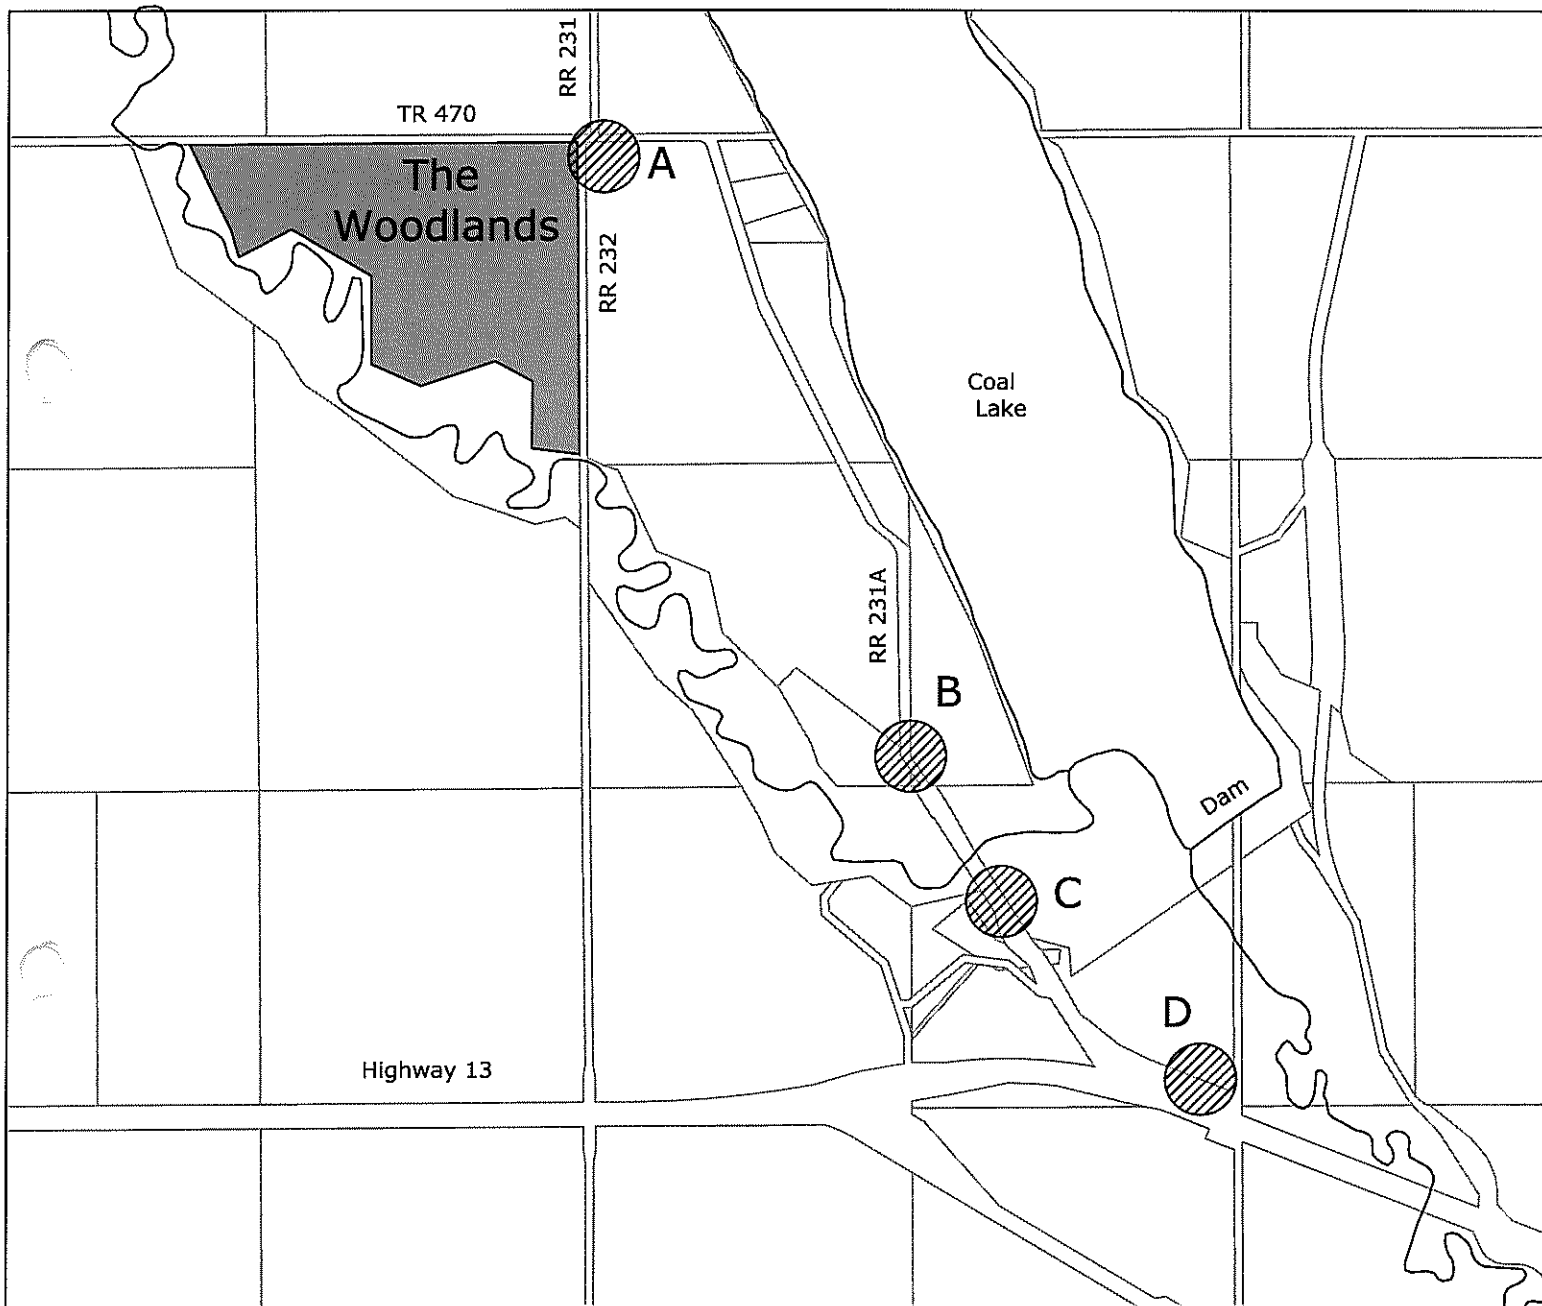 RR 231
TR 470
A
The
Woodlands
RR 232
Coal
Lake
RR 231A
B
Dam
C
D
Highway 13